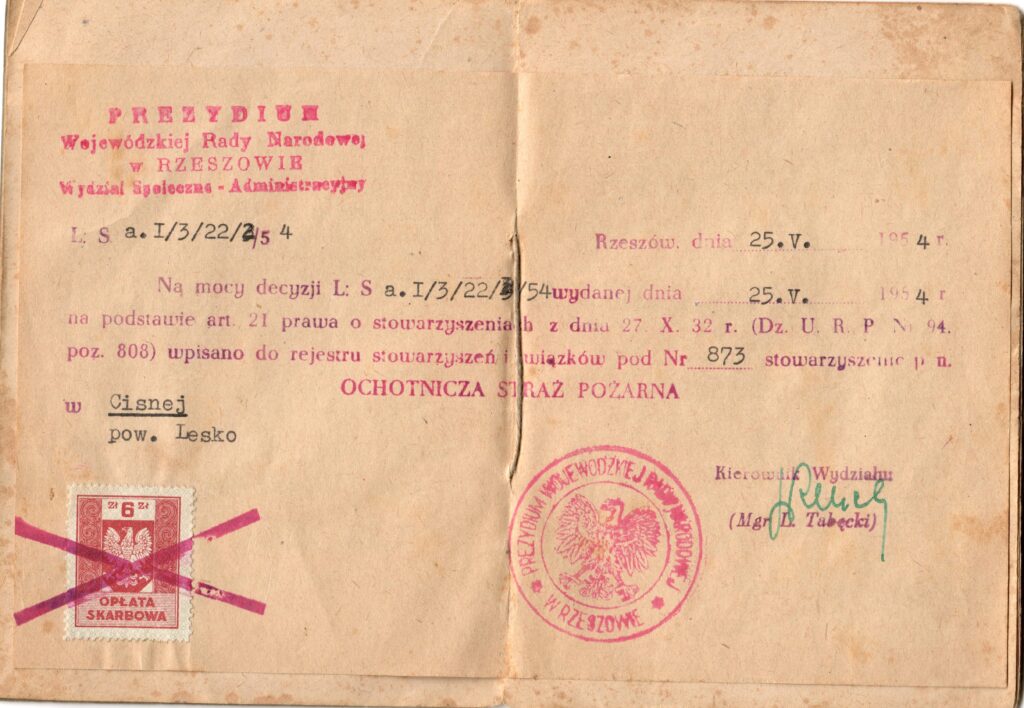 PREZYDIUM
Wojewódzkiej Rady Narodowej
w RZESZOWIE
Wydział Społeczno - Administracyjny
L: S. a. I/3/22/ /5 4
Rzeszów, dnia 25.V. 1954 r.
Na mocy decyzji L: S a. I/3/22/ /54 wydanej dnia 25.V. 1954 r
na podstawie art. 21 prawa o stowarzyszeniach z dnia 27. X. 32 r. (Dz. U. R. P Nr 94,
poz. 808) wpisano do rejestru stowarzyszeń i związków pod Nr 873 stowarzyszenie p n.
OCHOTNICZA STRAŻ POŻARNA
w Cisnej
pow. Lesko
Kierownik Wydziału
(Mgr L. Tabęcki)
Zł 6 Zł
OPŁATA
SKARBOWA
PREZYDIUM WOJEWÓDZKIEJ RADY NARODOWEJ
W RZESZOWIE